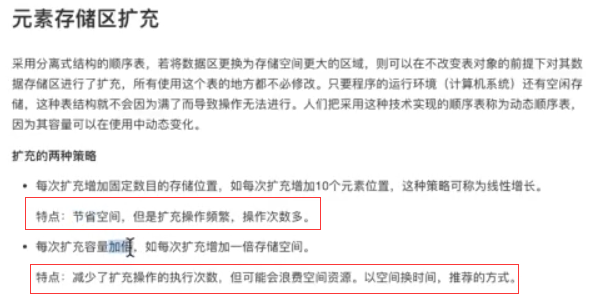 元素存储区扩充
采用分离式结构的顺序表，若将数据区更换为存储空间更大的区域，则可以在不改变表对象的前提下对其数
据存储区进行了扩充，所有使用这个表的地方都不必修改。只要程序的运行环境（计算机系统）还有空闲存
储，这种表结构就不会因为满了而导致操作无法进行。人们把采用这种技术实现的顺序表称为动态顺序表，
因为其容量可以在使用中动态变化。
扩充的两种策略
• 每次扩充增加固定数目的存储位置，如每次扩充增加10个元素位置，这种策略可称为线性增长。
特点：节省空间，但是扩充操作频繁，操作次数多。
• 每次扩充容量加倍，如每次扩充增加一倍存储空间。
特点：减少了扩充操作的执行次数，但可能会浪费空间资源。以空间换时间，推荐的方式。